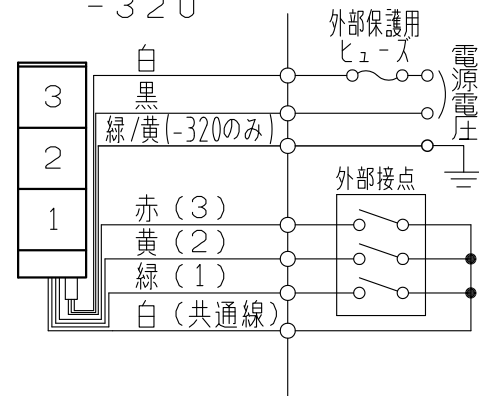 -320
外部保護用
ヒューズ
白
黒
緑/黄(-320のみ)
電源電圧
3
2
1
外部接点
赤(3)
黄(2)
緑(1)
白(共通線)